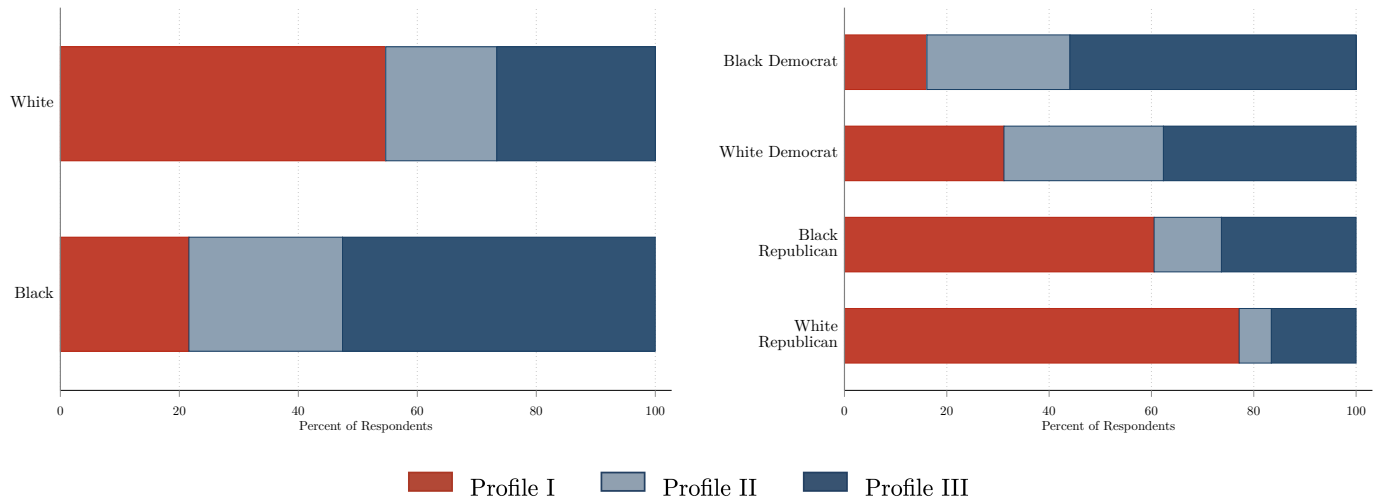 White
Black
0 20 40 60 80 100
Percent of Respondents
Black Democrat
White Democrat
Black
Republican
White
Republican
0 20 40 60 80 100
Percent of Respondents
Profile I Profile II Profile III